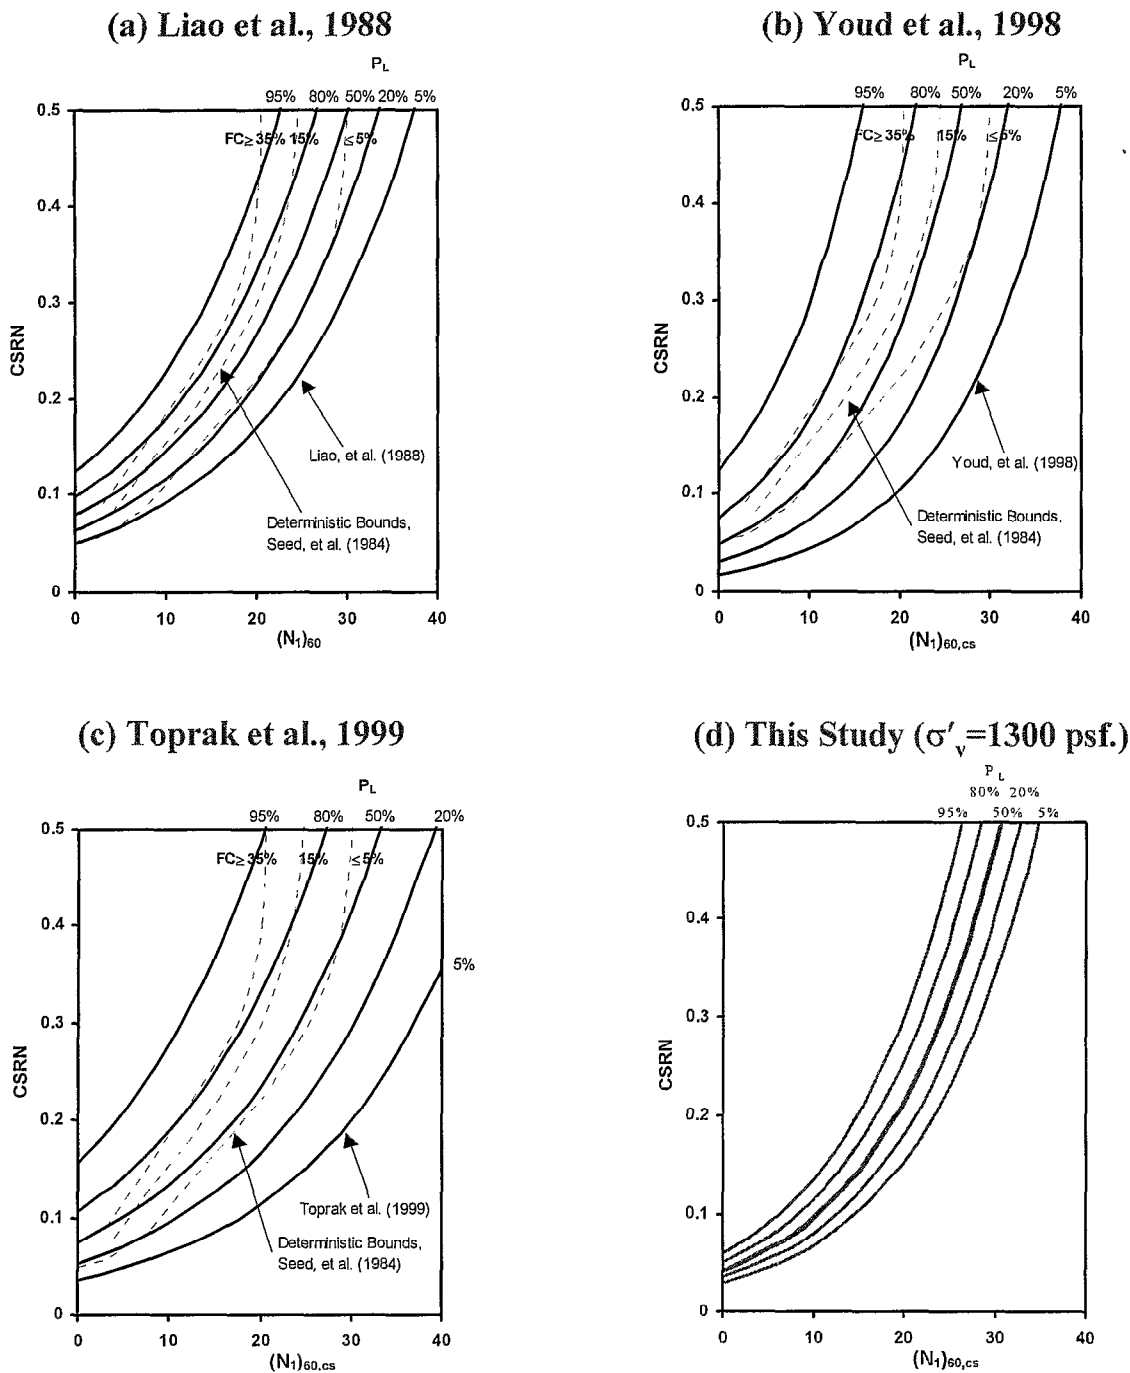 (a) Liao et al., 1988
P_L
95% 80% 50% 20% 5%
0.5
FC≥35% 15% ≤5%
0.4
0.3
CSRN
0.2
Liao, et al. (1988)
0.1
Deterministic Bounds,
Seed, et al. (1984)
0
0 10 20 30 40
(N₁)₆₀
(b) Youd et al., 1998
P_L
95% 80% 50% 20% 5%
0.5
FC≥35% 15% ≤5%
0.4
0.3
CSRN
0.2
Youd, et al. (1998)
0.1
Deterministic Bounds,
Seed, et al. (1984)
0
0 10 20 30 40
(N₁)₆₀,cs
(c) Toprak et al., 1999
P_L
95% 80% 50% 20%
0.5
FC≥35% 15% ≤5%
0.4
5%
0.3
CSRN
0.2
Toprak et al. (1999)
0.1
Deterministic Bounds,
Seed, et al. (1984)
0
0 10 20 30 40
(N₁)₆₀,cs
(d) This Study (σ′ᵥ=1300 psf.)
P_L
80% 20%
95% 50% 5%
0.5
0.4
0.3
CSRN
0.2
0.1
0
0 10 20 30 40
(N₁)₆₀,cs